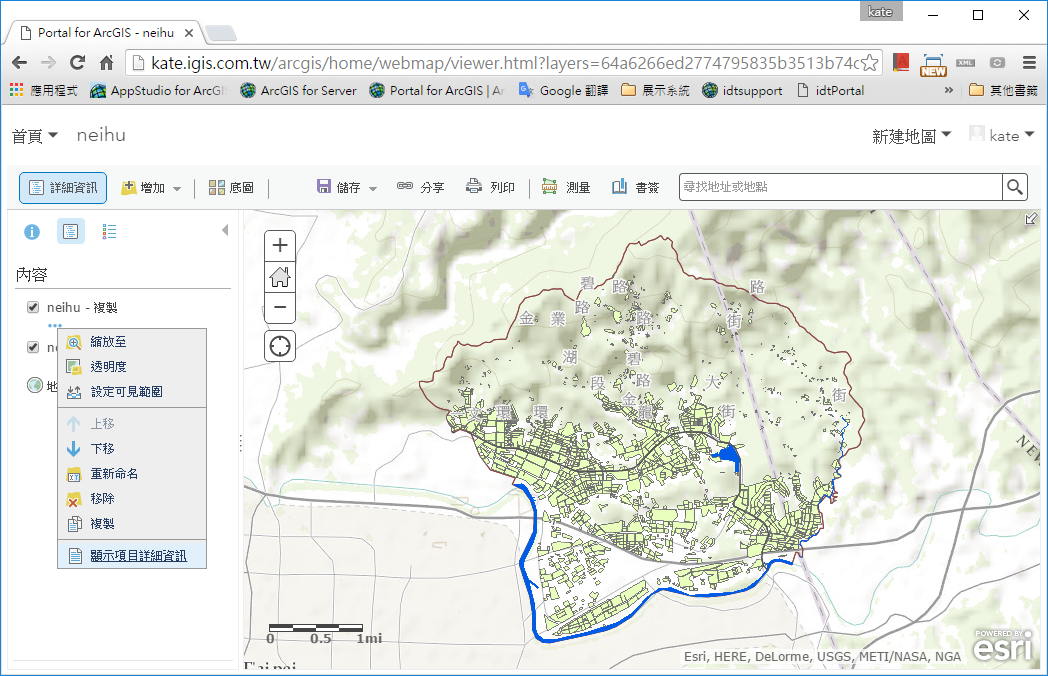 kate
Portal for ArcGIS - neihu
kate.igis.com.tw/arcgis/home/webmap/viewer.html?layers=64a6266ed2774795835b3513b74c
NEW
XML
應用程式
AppStudio for ArcGI
ArcGIS for Server
Portal for ArcGIS | Ar
Google 翻譯
展示系統
idtsupport
idtPortal
»
其他書籤
首頁
neihu
新建地圖
kate
詳細資訊
增加
底圖
儲存
分享
列印
測量
書籤
尋找地址或地點
內容
neihu - 複製
縮放至
透明度
設定可見範圍
上移
下移
重新命名
移除
複製
顯示項目詳細資訊
碧 路 路
金 業 路 路 街
湖 碧
段 路 大 街
金 龍 街
環 環
0 0.5 1mi
Esri, HERE, DeLorme, USGS, METI/NASA, NGA
POWERED BY
esri